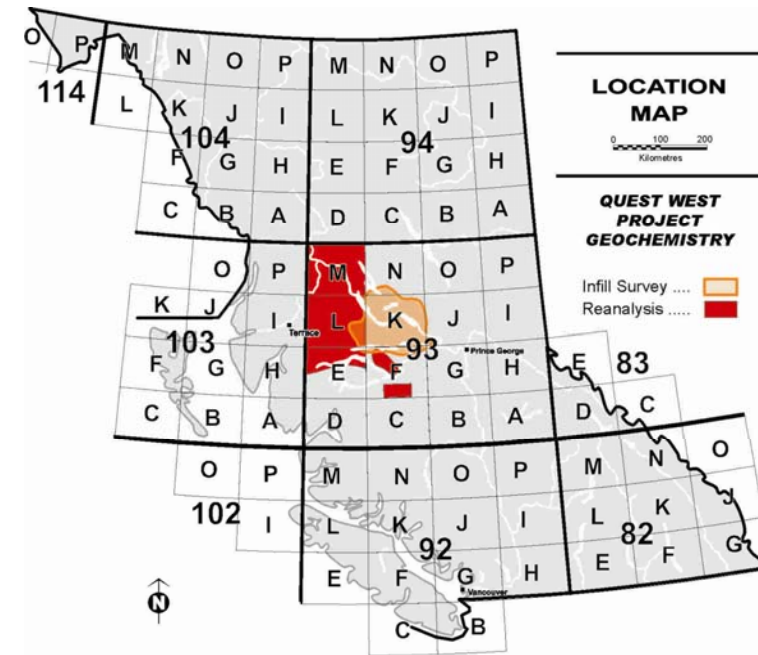 O P M N O P M N O P
114
L K J I L K J I
104 94
F G H E F G H
C B A D C B A
O P M N O P
K J I L K J I
103 Terrace 93 Prince George
F G H E F G H E 83
C B A D C B A D C
O P M N O P M N O
102 I L K J I L K J
92 82
E F G H E F G
Vancouver
C B
N
LOCATION
MAP
0 100 200
Kilometres
QUEST WEST
PROJECT
GEOCHEMISTRY
Infill Survey ....
Reanalysis .....